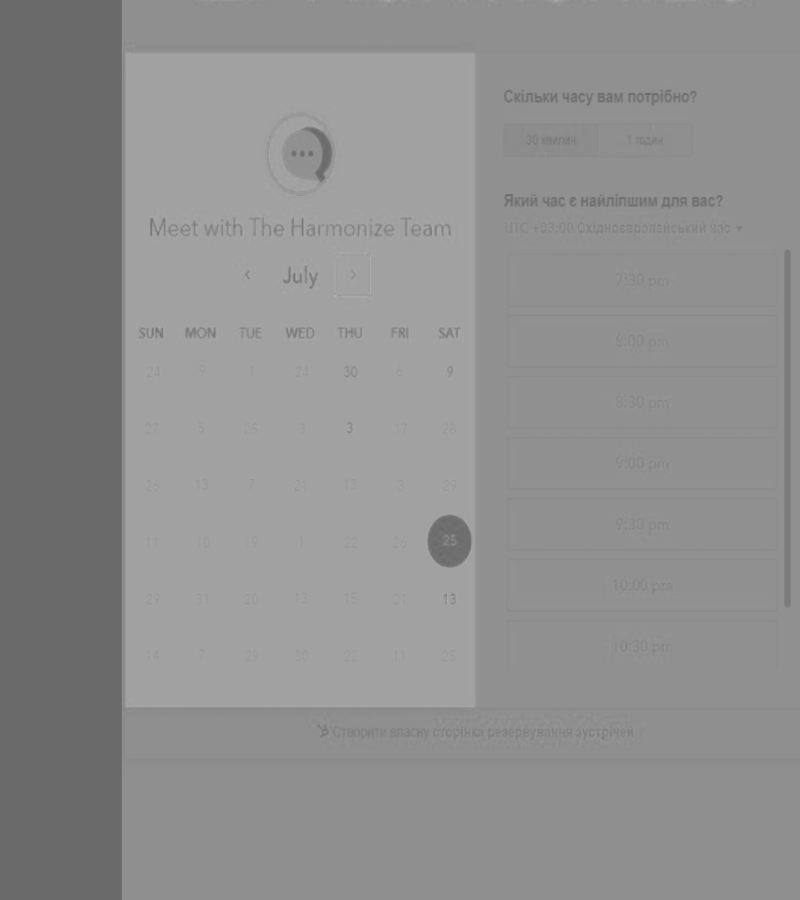 Meet with The Harmonize Team
July
SUN MON TUE WED THU FRI SAT
24 9 1 24 30 6 9
27 5 25 3 3 17 26
26 13 7 21 13 3 29
11 10 19 1 22 26 25
29 31 20 13 15 21 13
14 7 29 30 22 11 25
Скільки часу вам потрібно?
30 хвилин 1 годин
Який час є найліпшим для вас?
UTC +03:00 Східноєвропейський час
7:30 pm
8:00 pm
8:30 pm
9:00 pm
9:30 pm
10:00 pm
10:30 pm
Створити власну сторінка резервування зустрічей